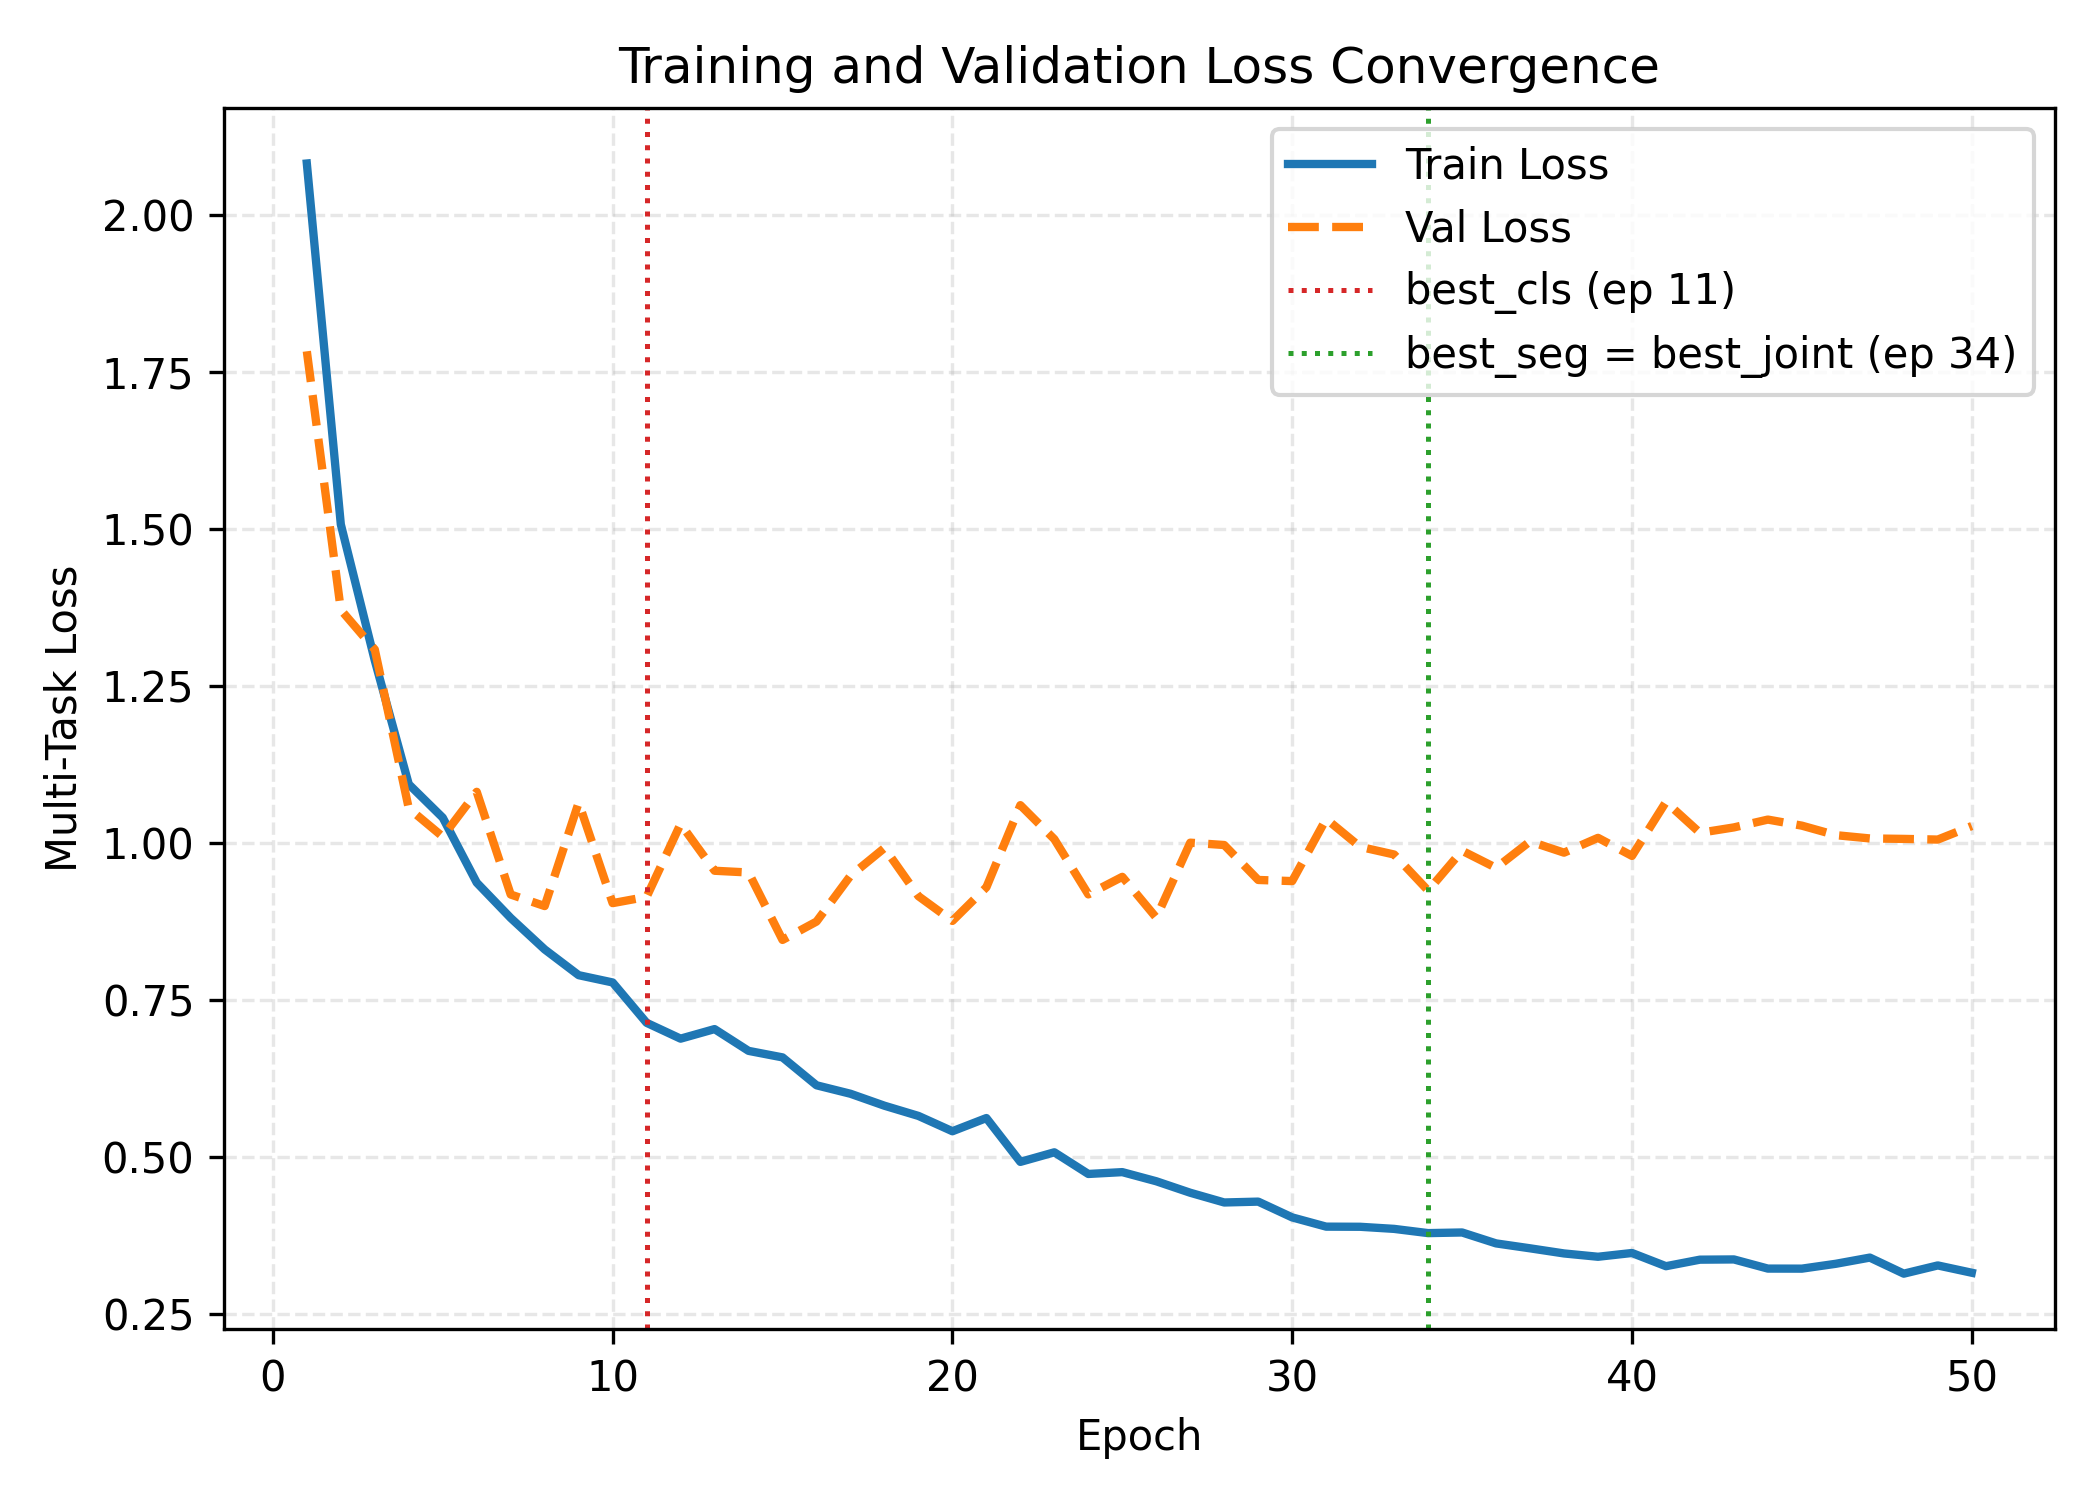 Training and Validation Loss Convergence
Train Loss
Val Loss
best_cls (ep 11)
best_seg = best_joint (ep 34)
Multi-Task Loss
2.00
1.75
1.50
1.25
1.00
0.75
0.50
0.25
0 10 20 30 40 50
Epoch